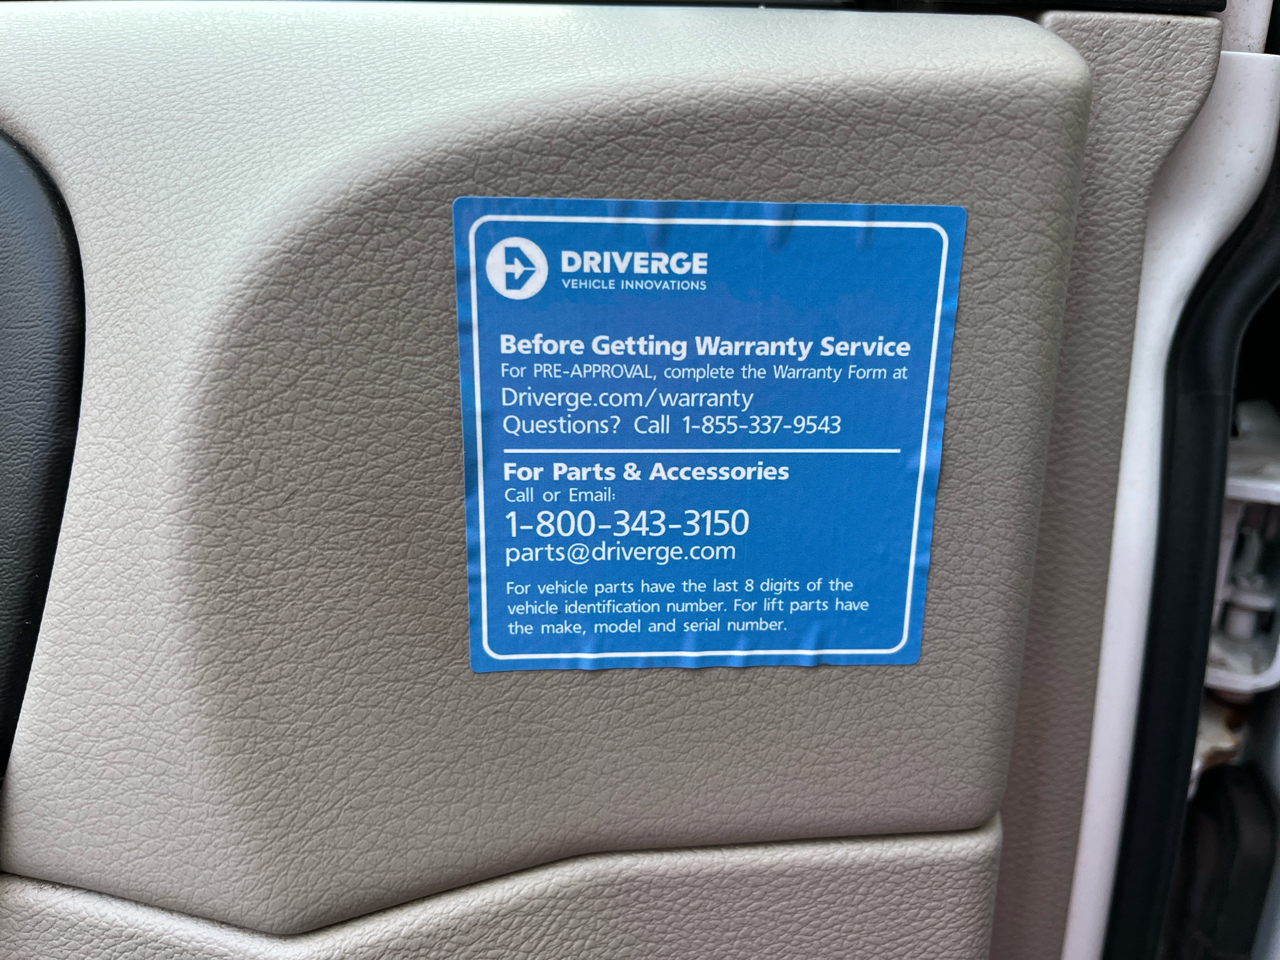 DRIVERGE
VEHICLE INNOVATIONS
Before Getting Warranty Service
For PRE-APPROVAL, complete the Warranty Form at
Driverge.com/warranty
Questions? Call 1-855-337-9543
For Parts & Accessories
Call or Email:
1-800-343-3150
parts@driverge.com
For vehicle parts have the last 8 digits of the
vehicle identification number. For lift parts have
the make, model and serial number.